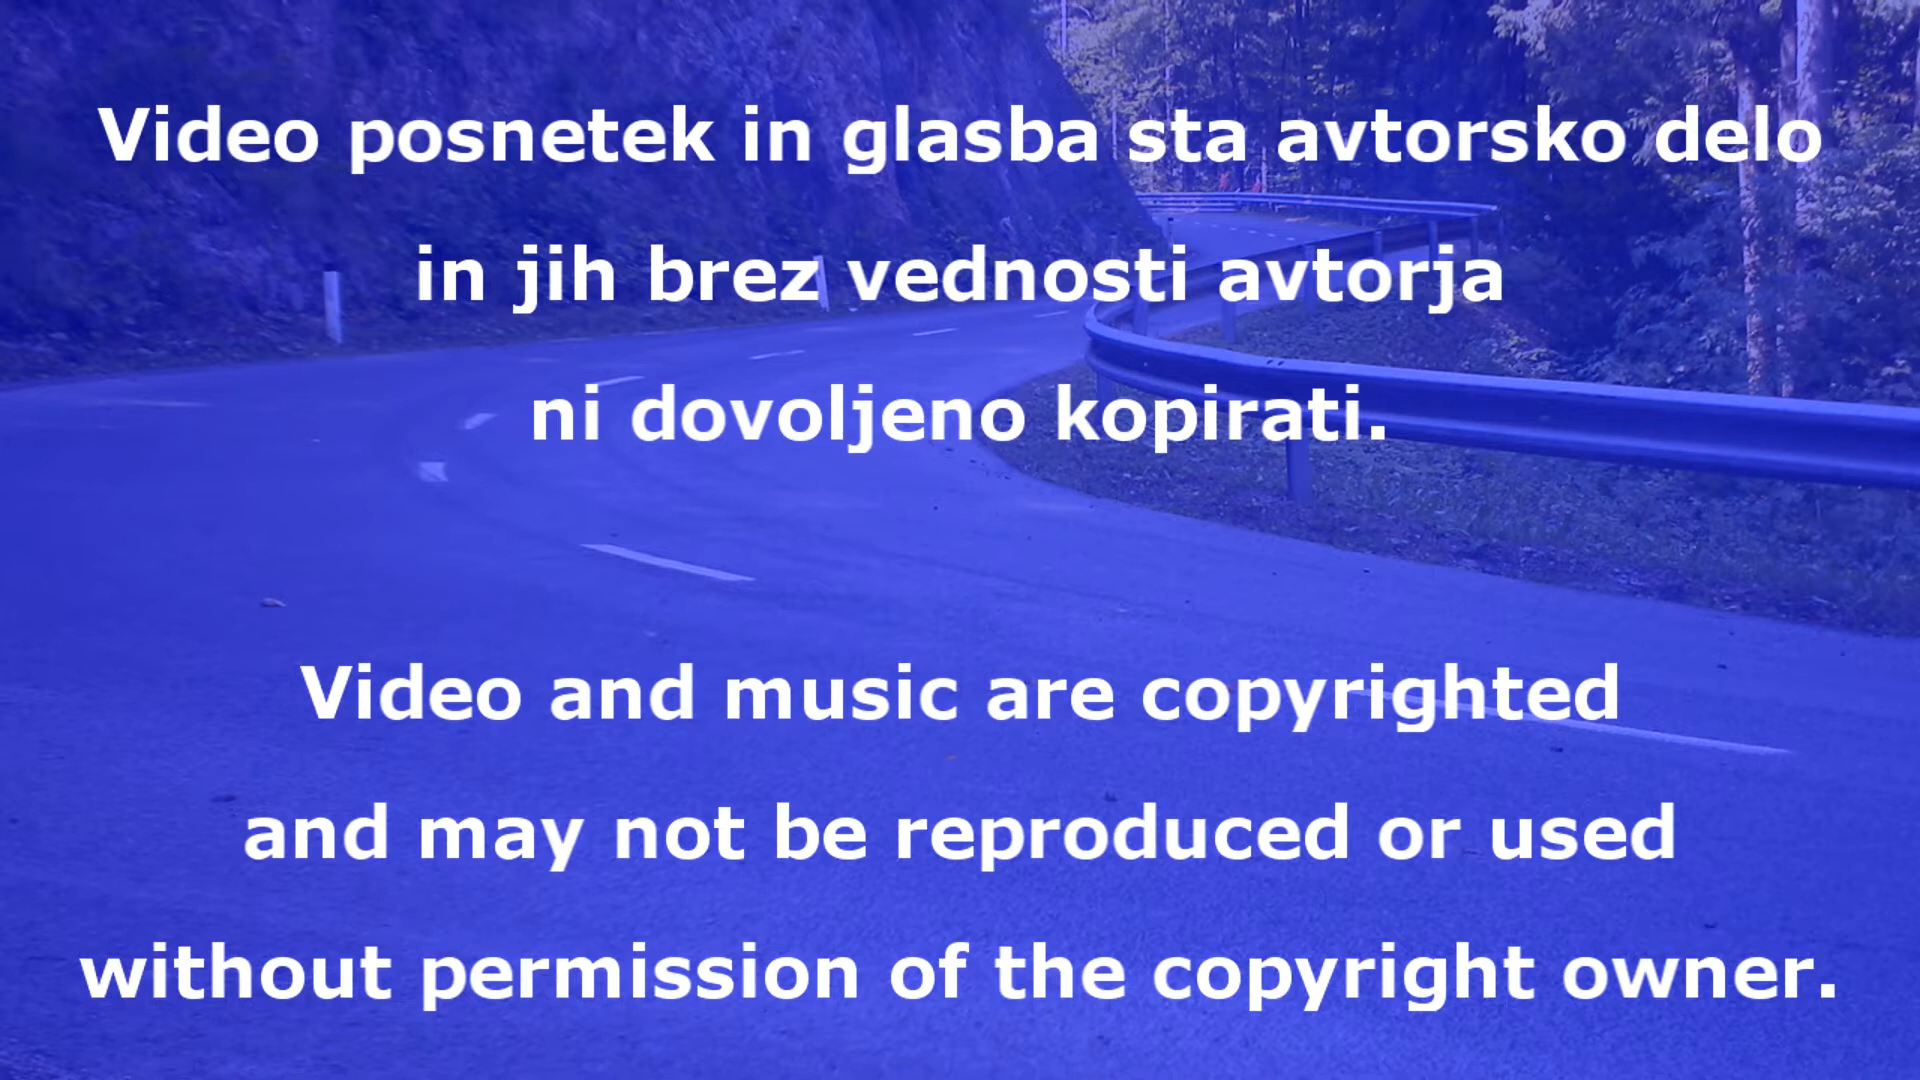 Video posnetek in glasba sta avtorsko delo
in jih brez vednosti avtorja
ni dovoljeno kopirati.
Video and music are copyrighted
and may not be reproduced or used
without permission of the copyright owner.